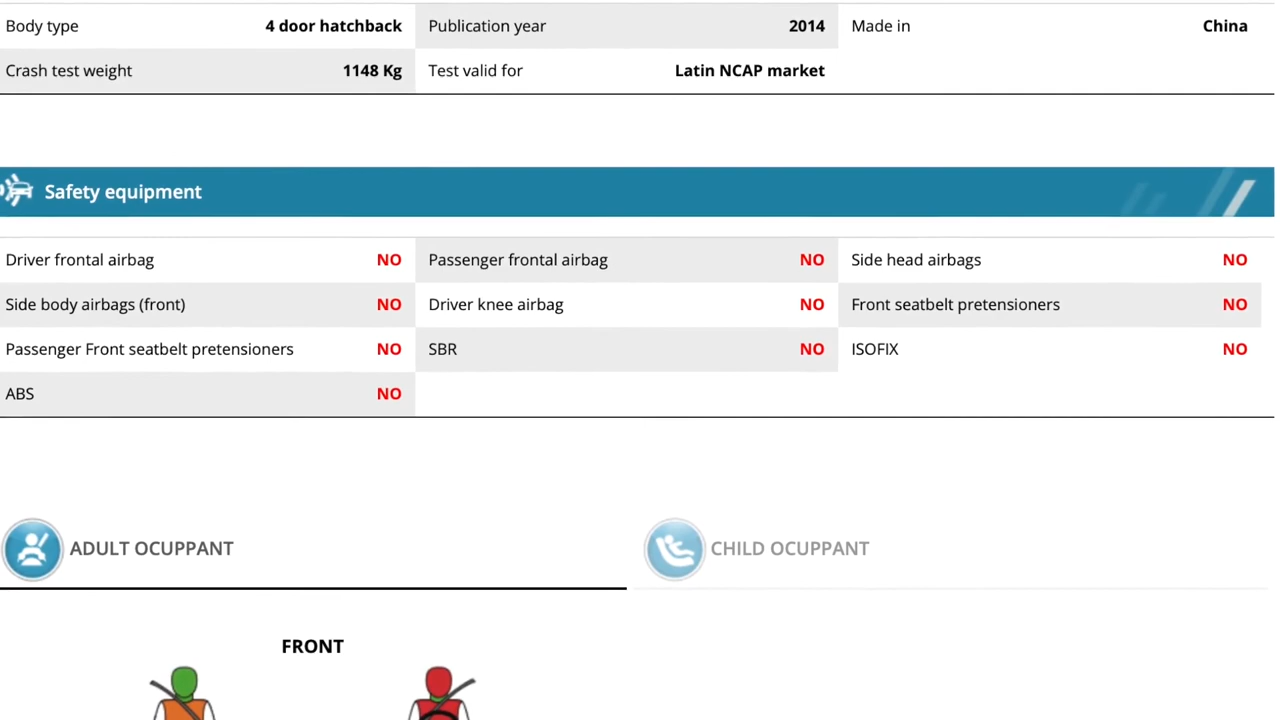 Body type 4 door hatchback Publication year 2014 Made in China
Crash test weight 1148 Kg Test valid for Latin NCAP market
Safety equipment
Driver frontal airbag NO Passenger frontal airbag NO Side head airbags NO
Side body airbags (front) NO Driver knee airbag NO Front seatbelt pretensioners NO
Passenger Front seatbelt pretensioners NO SBR NO ISOFIX NO
ABS NO
ADULT OCUPPANT CHILD OCUPPANT
FRONT